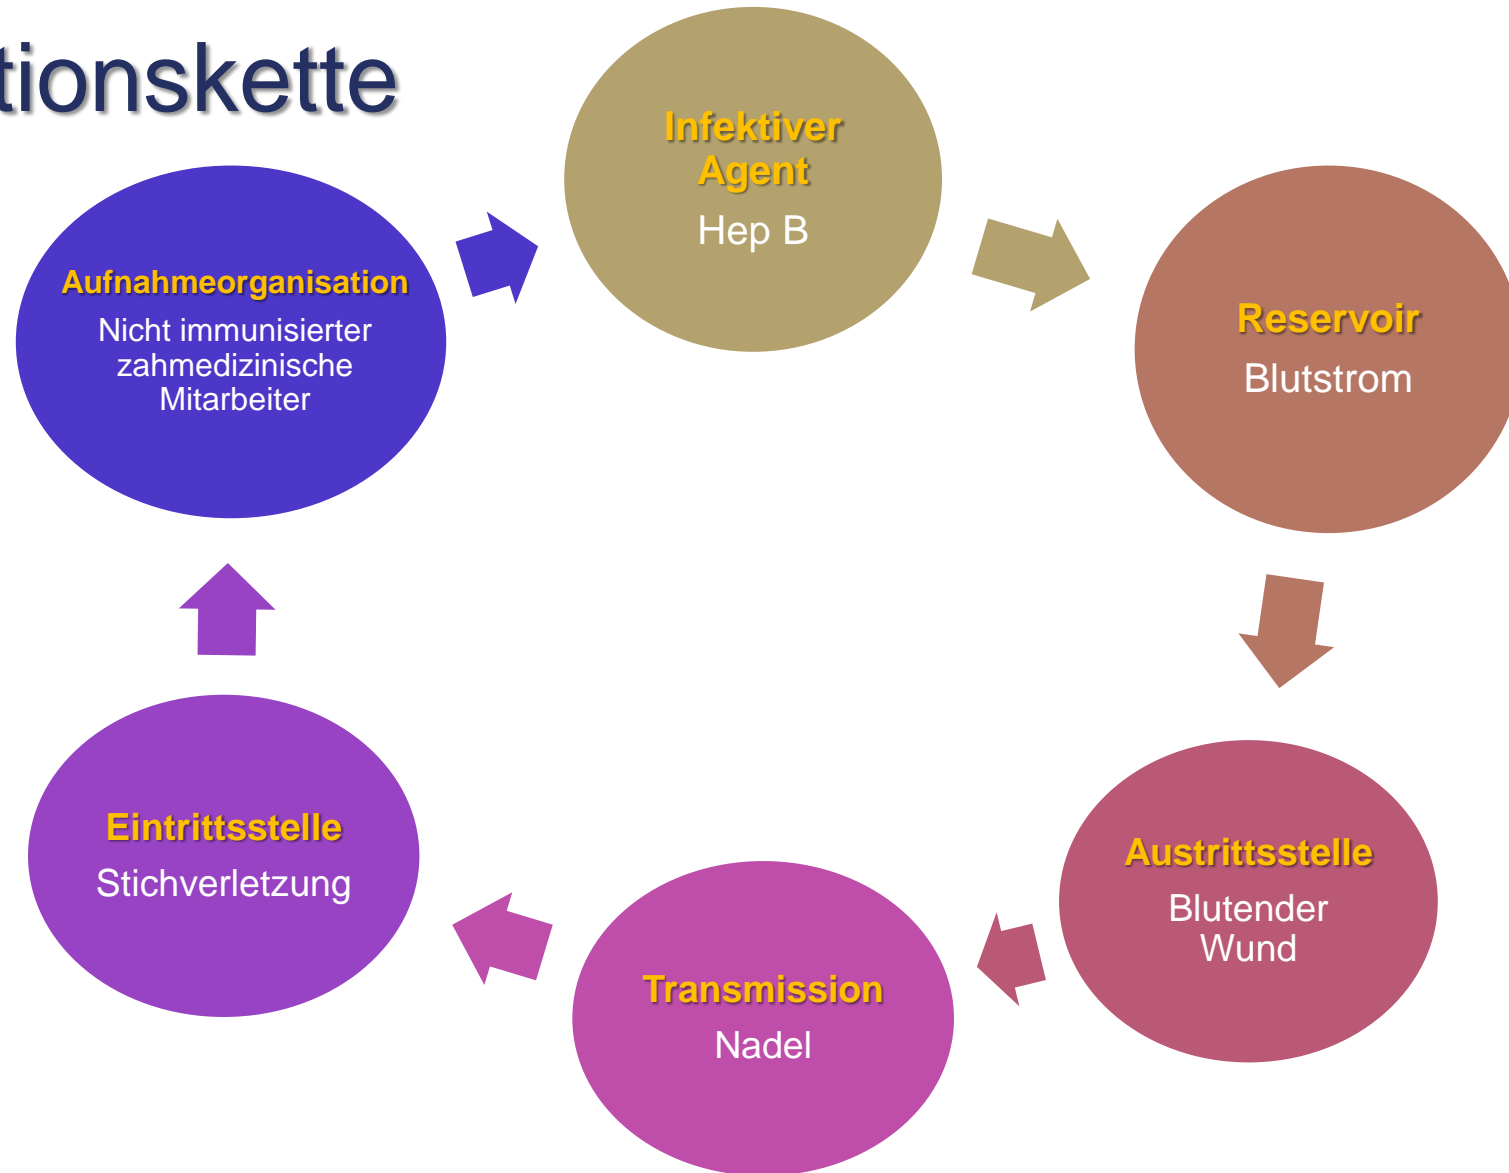 tionskette
Infektiver
Agent
Hep B
Reservoir
Blutstrom
Austrittsstelle
Blutender
Wund
Transmission
Nadel
Eintrittsstelle
Stichverletzung
Aufnahmeorganisation
Nicht immunisierter
zahmedizinische
Mitarbeiter